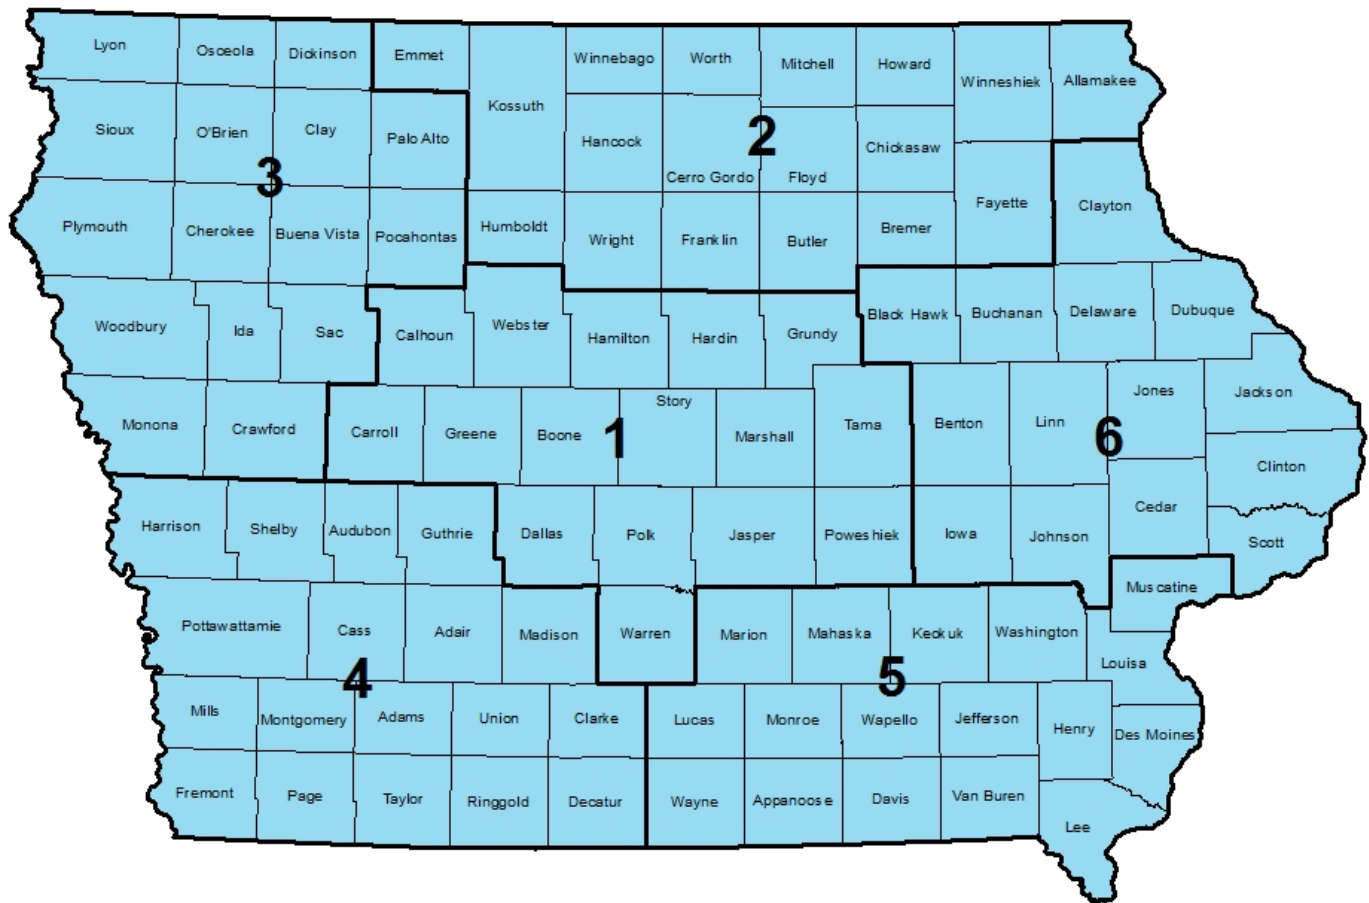 Lyon
Osceola
Dickinson
Emmet
Kossuth
Winnebago
Worth
Mitchell
Howard
Winneshiek
Allamakee
Sioux
O'Brien
Clay
Palo Alto
Hancock
Cerro Gordo
Floyd
Chickasaw
2
3
Fayette
Clayton
Plymouth
Cherokee
Buena Vista
Pocahontas
Humboldt
Wright
Franklin
Butler
Bremer
Woodbury
Ida
Sac
Calhoun
Webster
Hamilton
Hardin
Grundy
Black Hawk
Buchanan
Delaware
Dubuque
Monona
Crawford
Carroll
Greene
Boone
1
Story
Marshall
Tama
Benton
Linn
6
Jones
Jackson
Clinton
Harrison
Shelby
Audubon
Guthrie
Dallas
Polk
Jasper
Poweshiek
Iowa
Johnson
Cedar
Scott
Muscatine
Pottawattamie
Cass
Adair
Madison
Warren
Marion
Mahaska
Keokuk
Washington
Louisa
4
5
Mills
Montgomery
Adams
Union
Clarke
Lucas
Monroe
Wapello
Jefferson
Henry
Des Moines
Fremont
Page
Taylor
Ringgold
Decatur
Wayne
Appanoose
Davis
Van Buren
Lee